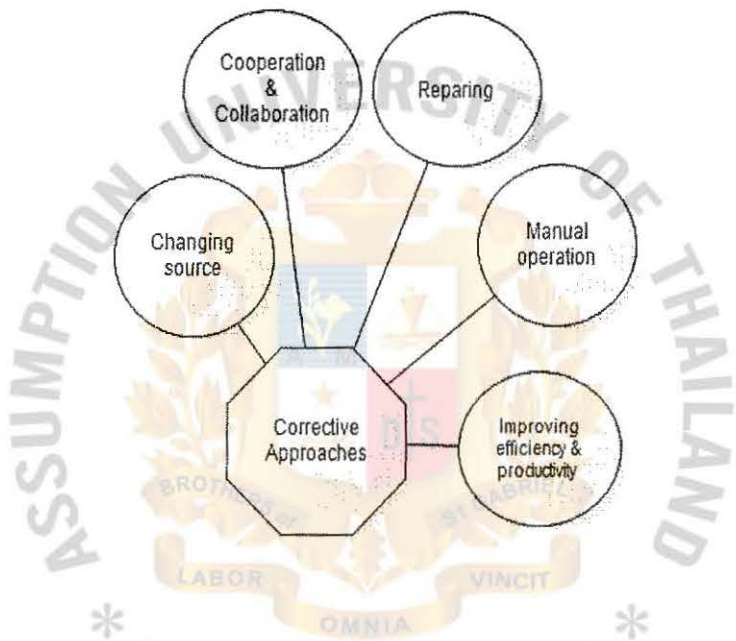 Cooperation
&
Collaboration
Reparing
Changing
source
Manual
operation
Corrective
Approaches
Improving
efficiency &
productivity
ASSUMPTION UNIVERSITY OF THAILAND
A M
D S
BROTHERS of
St GABRIEL
LABOR
OMNIA
VINCIT